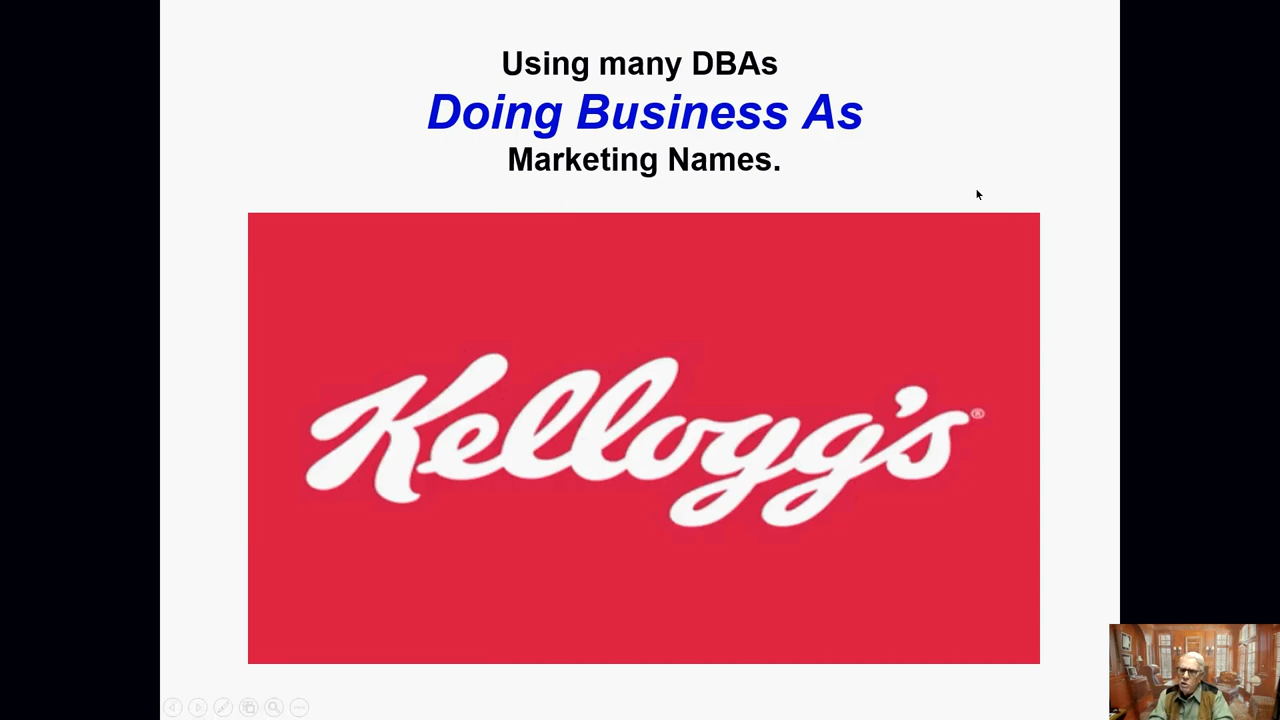 Using many DBAs
Doing Business As
Marketing Names.
Kellogg's®